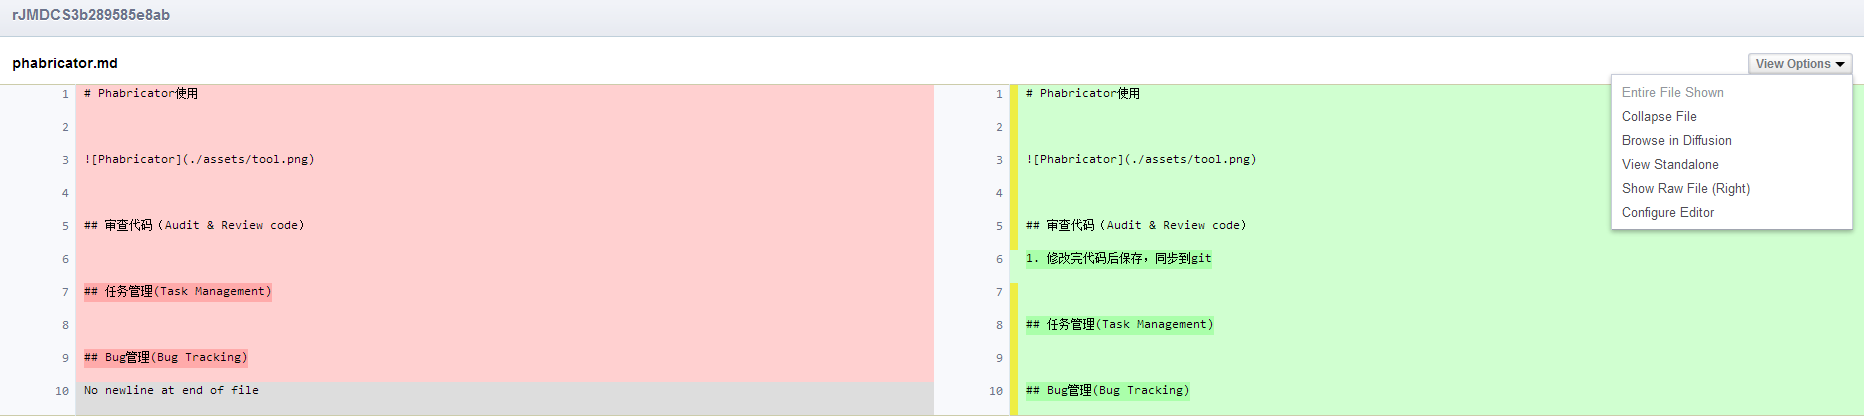 rJMDCS3b289585e8ab
phabricator.md
View Options
Entire File Shown
Collapse File
Browse in Diffusion
View Standalone
Show Raw File (Right)
Configure Editor
1 # Phabricator使用
2
3 ![Phabricator](./assets/tool.png)
4
5 ## 审查代码（Audit & Review code）
6
7 ## 任务管理(Task Management)
8
9 ## Bug管理(Bug Tracking)
10 No newline at end of file
1 # Phabricator使用
2
3 ![Phabricator](./assets/tool.png)
4
5 ## 审查代码（Audit & Review code）
6 1. 修改完代码后保存，同步到git
7
8 ## 任务管理(Task Management)
9
10 ## Bug管理(Bug Tracking)